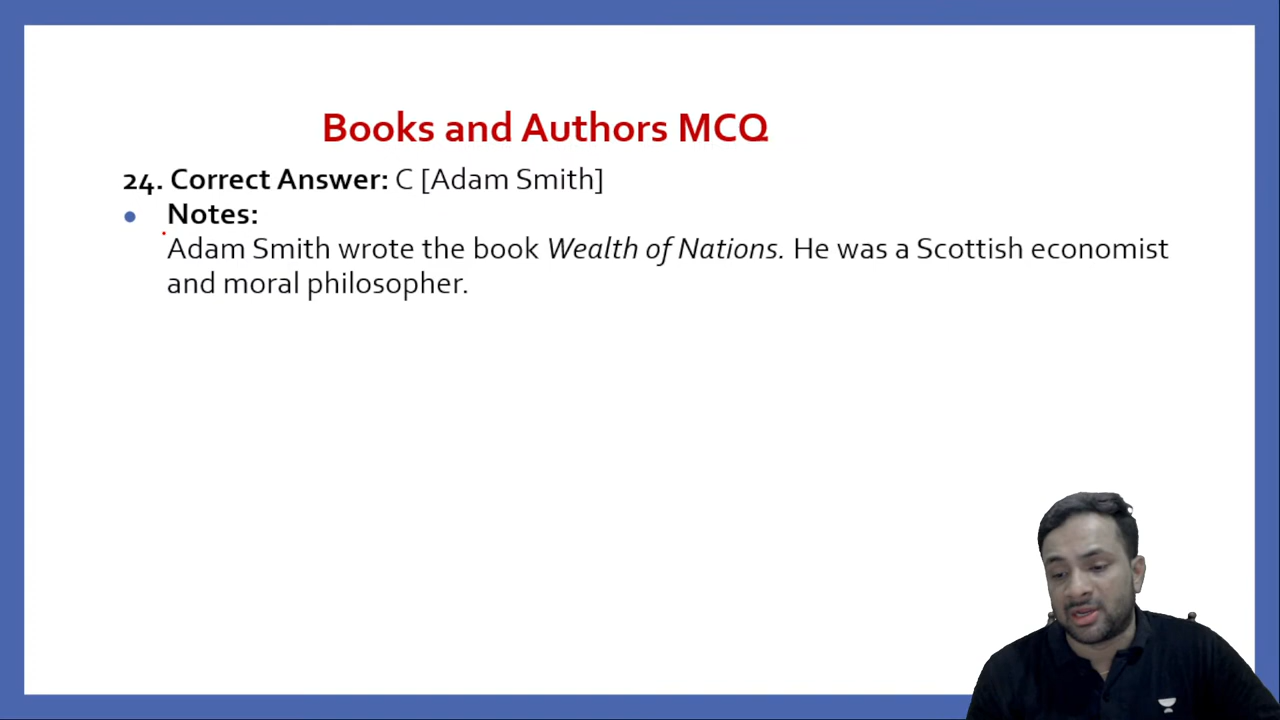 Books and Authors MCQ
24. Correct Answer: C [Adam Smith]
Notes:
Adam Smith wrote the book Wealth of Nations. He was a Scottish economist
and moral philosopher.